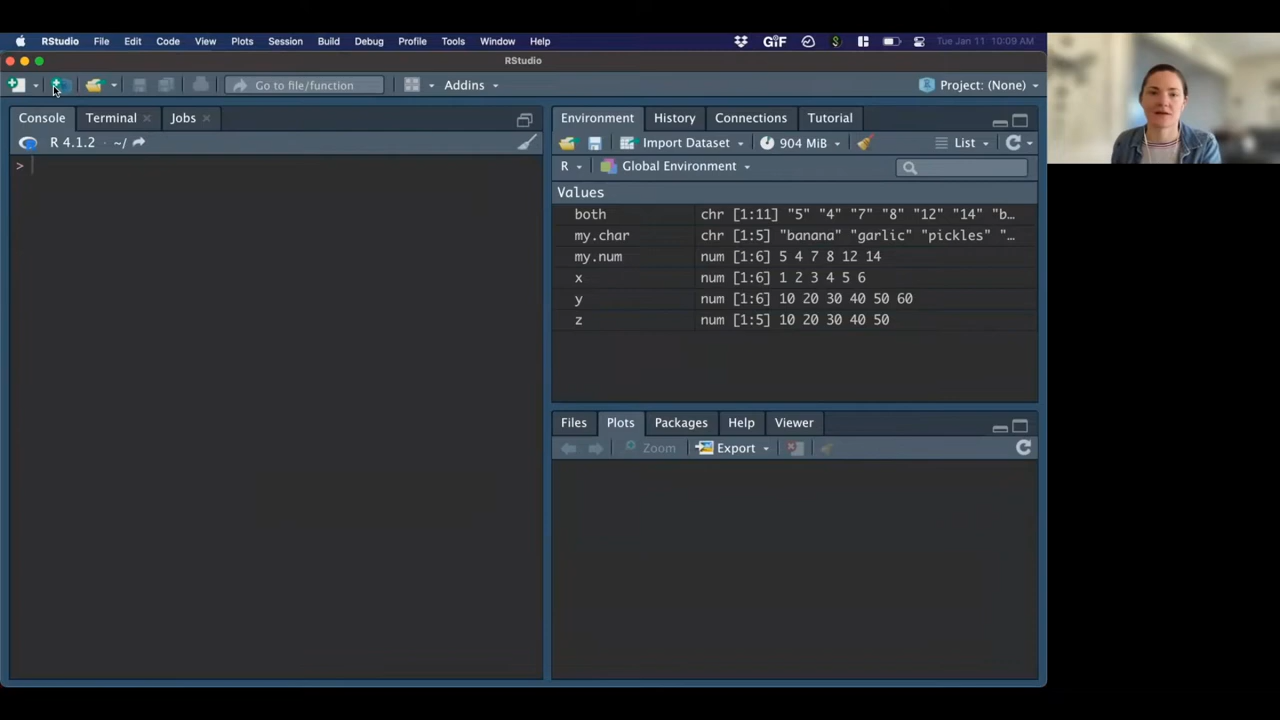 RStudio File Edit Code View Plots Session Build Debug Profile Tools Window Help GIF $ Tue Jan 11 10:09 AM
RStudio
Go to file/function Addins Project: (None)
Console Terminal Jobs
R 4.1.2 · ~/
>
Environment History Connections Tutorial
Import Dataset 904 MiB List
R Global Environment
Values
both chr [1:11] "5" "4" "7" "8" "12" "14" "b…
my.char chr [1:5] "banana" "garlic" "pickles" "…
my.num num [1:6] 5 4 7 8 12 14
x num [1:6] 1 2 3 4 5 6
y num [1:6] 10 20 30 40 50 60
z num [1:5] 10 20 30 40 50
Files Plots Packages Help Viewer
Zoom Export